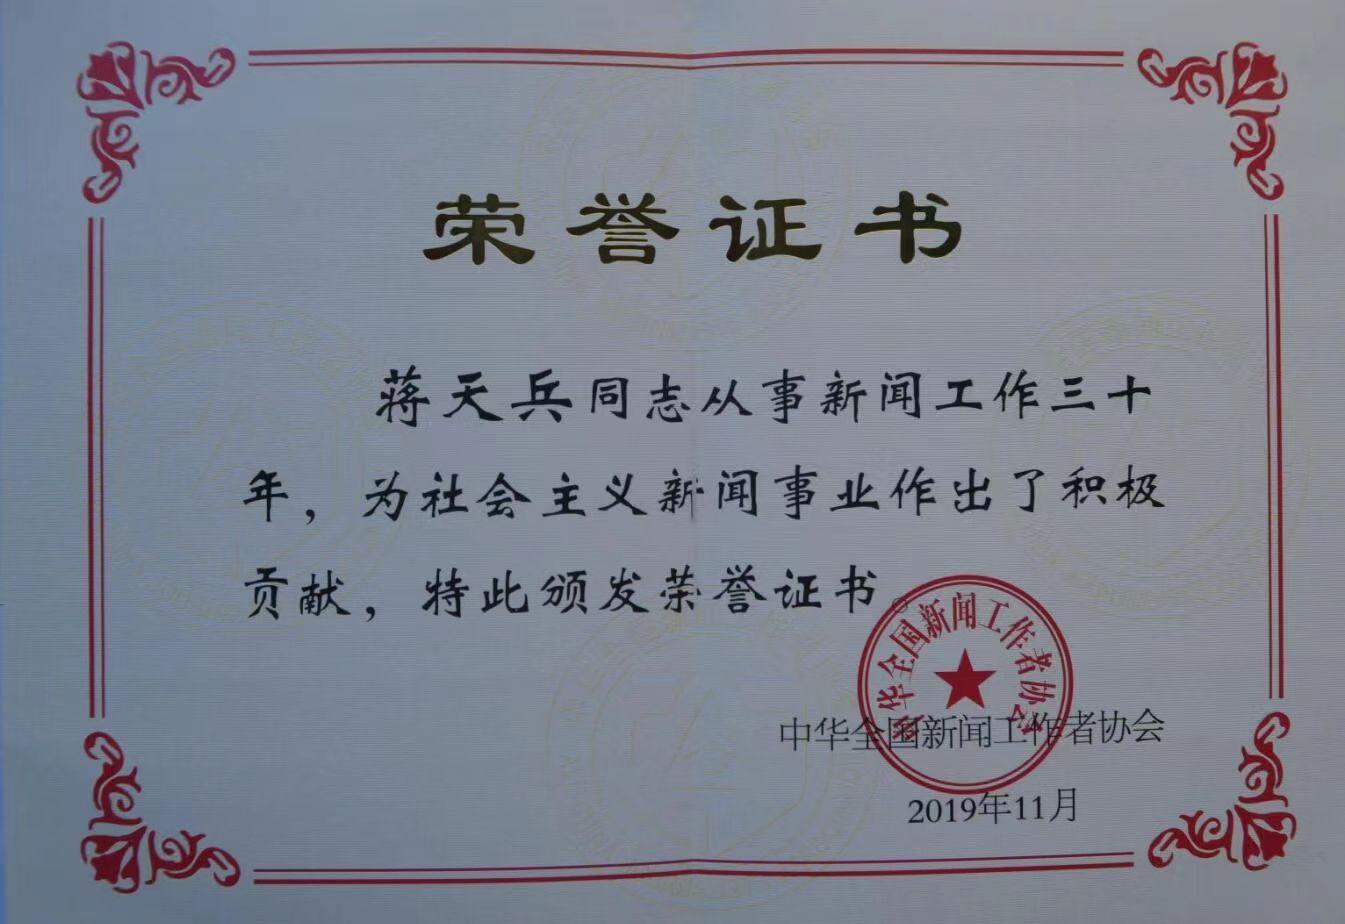 荣誉证书
蒋天兵同志从事新闻工作三十
年，为社会主义新闻事业作出了积极
贡献，特此颁发荣誉证书。
中华全国新闻工作者协会
中华全国新闻工作者协会
2019年11月